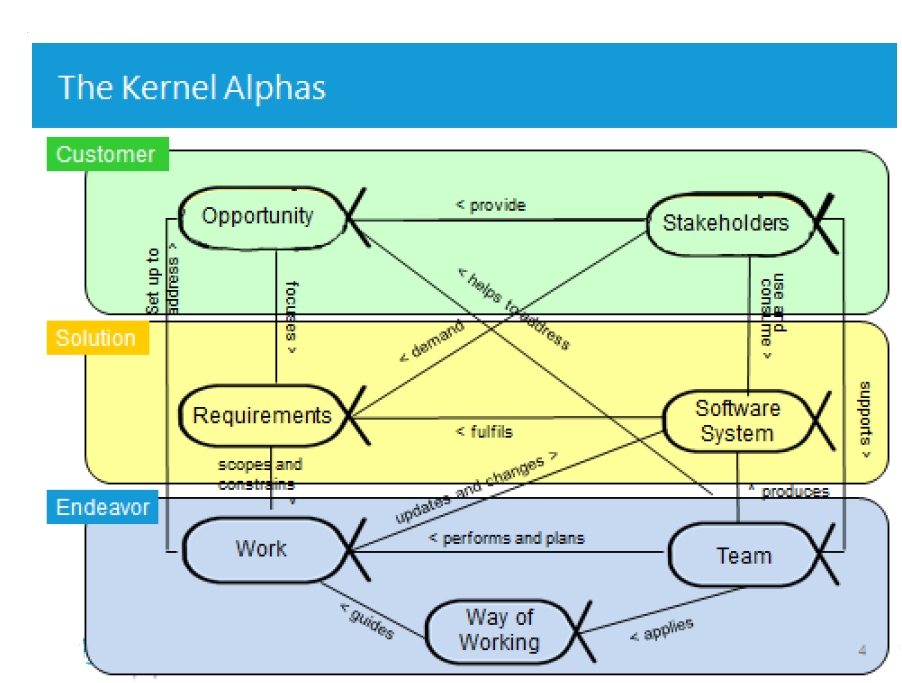 The Kernel Alphas
Customer
Opportunity
< provide
Stakeholders
Set up to
address >
focuses >
< helps to address
use and
consume >
Solution
< demand
Requirements
Software
System
< fulfils
supports >
scopes and
constrains
updates and changes >
^ produces
Endeavor
Work
< performs and plans
Team
< guides
Way of
Working
< applies
4